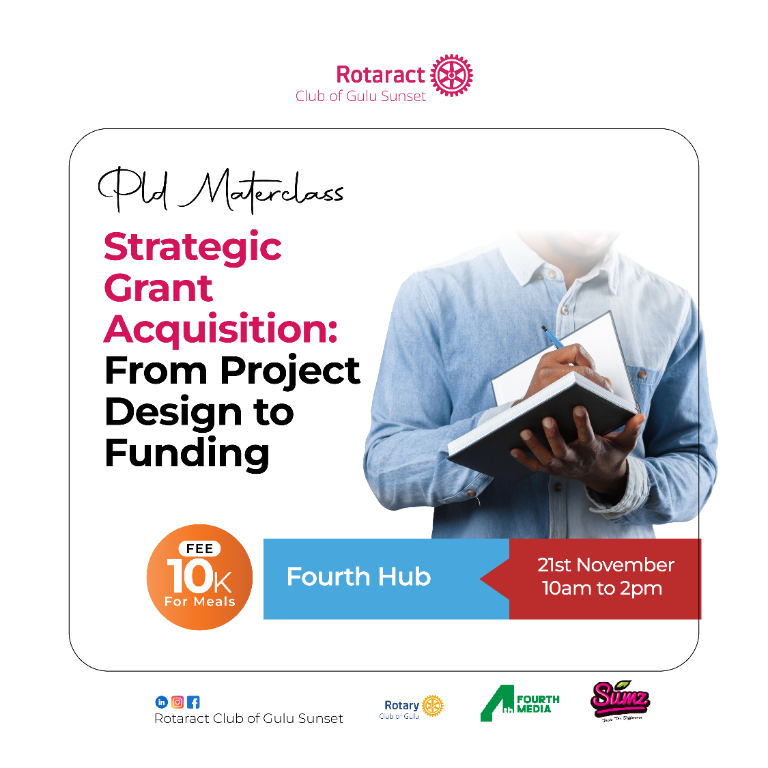 Rotaract
Club of Gulu Sunset
Pld Materclass
Strategic
Grant
Acquisition:
From Project
Design to
Funding
FEE
10K
For Meals
Fourth Hub
21st November
10am to 2pm
in f
Rotaract Club of Gulu Sunset
Rotary
Club of Gulu
4th FOURTH
MEDIA
Sumz